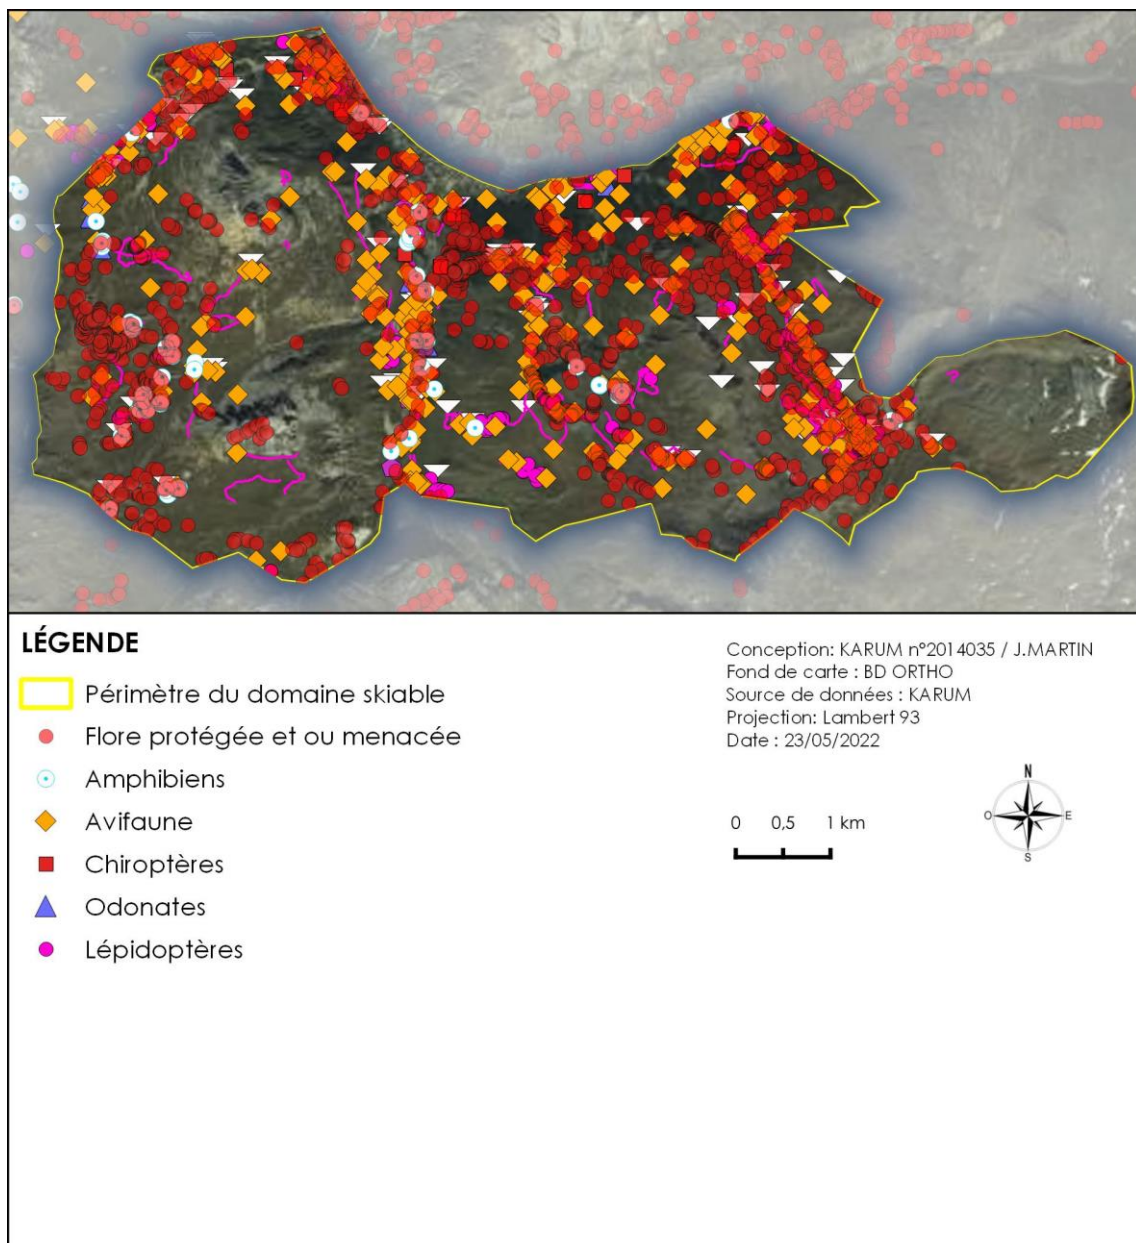 LÉGENDE
Périmètre du domaine skiable
Flore protégée et ou menacée
Amphibiens
Avifaune
Chiroptères
Odonates
Lépidoptères
Conception: KARUM n°2014035 / J.MARTIN
Fond de carte : BD ORTHO
Source de données : KARUM
Projection: Lambert 93
Date : 23/05/2022
0 0,5 1 km
N
O E
S